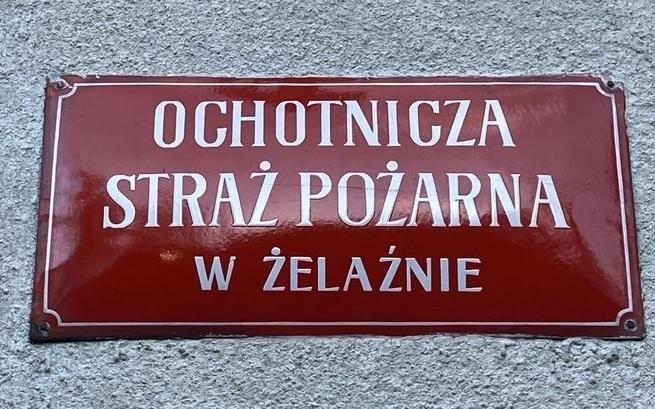 OCHOTNICZA
STRAŻ POŻARNA
W ŻELAŹNIE